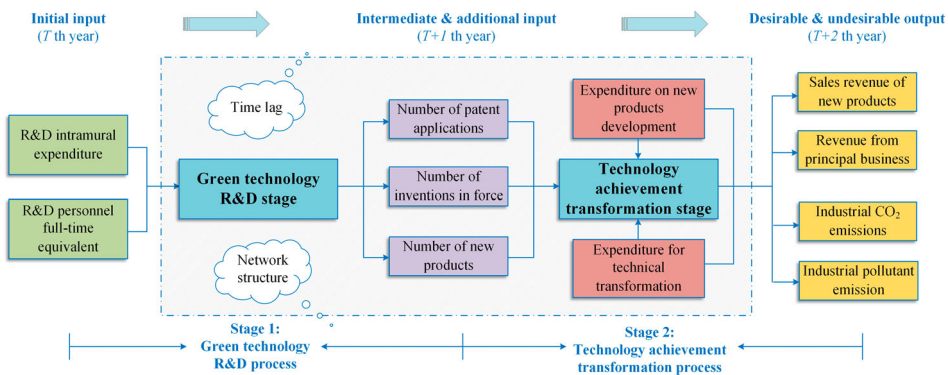 Initial input
(T th year)
Intermediate & additional input
(T+1 th year)
Desirable & undesirable output
(T+2 th year)
Time lag
Network
structure
R&D intramural
expenditure
R&D personnel
full-time
equivalent
Green technology
R&D stage
Number of patent
applications
Number of
inventions in force
Number of new
products
Expenditure on new
products
development
Technology
achievement
transformation stage
Expenditure for
technical
transformation
Sales revenue of
new products
Revenue from
principal business
Industrial CO₂
emissions
Industrial pollutant
emission
Stage 1:
Green technology
R&D process
Stage 2:
Technology achievement
transformation process